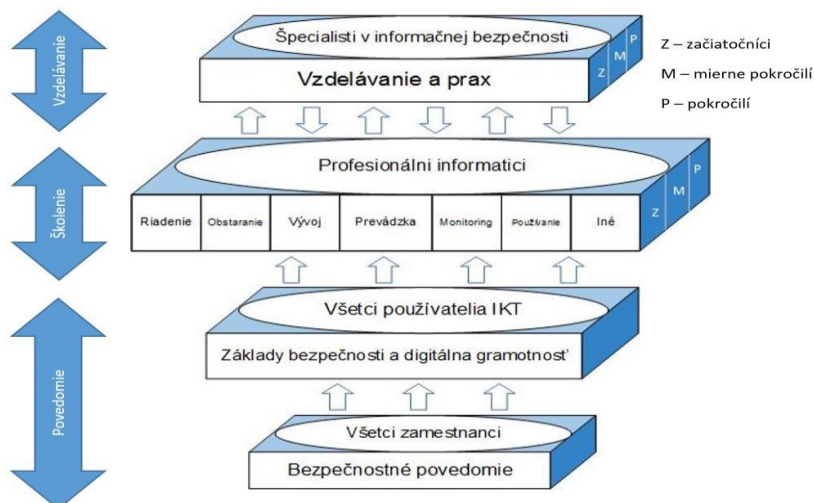 Vzdelávanie
Špecialisti v informačnej bezpečnosti
Vzdelávanie a prax
Z M P
Z – začiatočníci
M – mierne pokročilí
P – pokročilí
Školenie
Profesionálni informatici
Riadenie Obstaranie Vývoj Prevádzka Monitoring Používanie Iné
Z M P
Povedomie
Všetci používatelia IKT
Základy bezpečnosti a digitálna gramotnosť
Všetci zamestnanci
Bezpečnostné povedomie